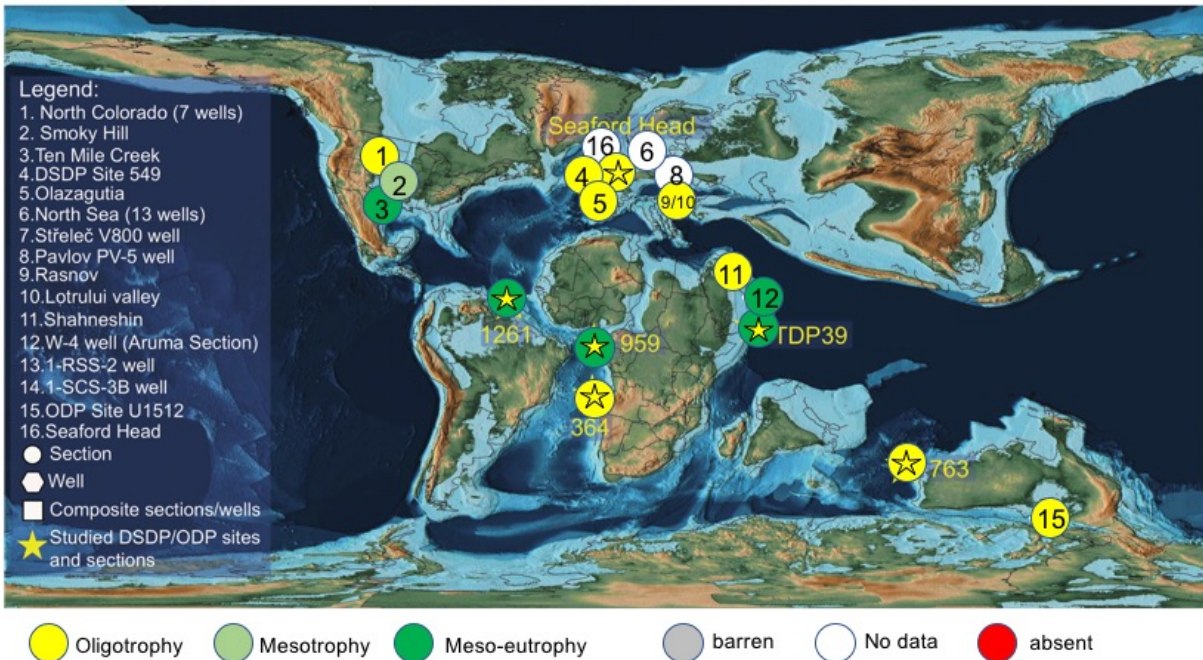 Legend:
1. North Colorado (7 wells)
2. Smoky Hill
3.Ten Mile Creek
4.DSDP Site 549
5.Olazagutia
6.North Sea (13 wells)
7.Střeleč V800 well
8.Pavlov PV-5 well
9.Rasnov
10.Lotrului valley
11.Shahneshin
12.W-4 well (Aruma Section)
13.1-RSS-2 well
14.1-SCS-3B well
15.ODP Site U1512
16.Seaford Head
Section
Well
Composite sections/wells
Studied DSDP/ODP sites
and sections
Seaford Head
16
6
1
4
8
2
5
9/10
3
11
12
1261
TDP39
959
364
763
15
Oligotrophy
Mesotrophy
Meso-eutrophy
barren
No data
absent